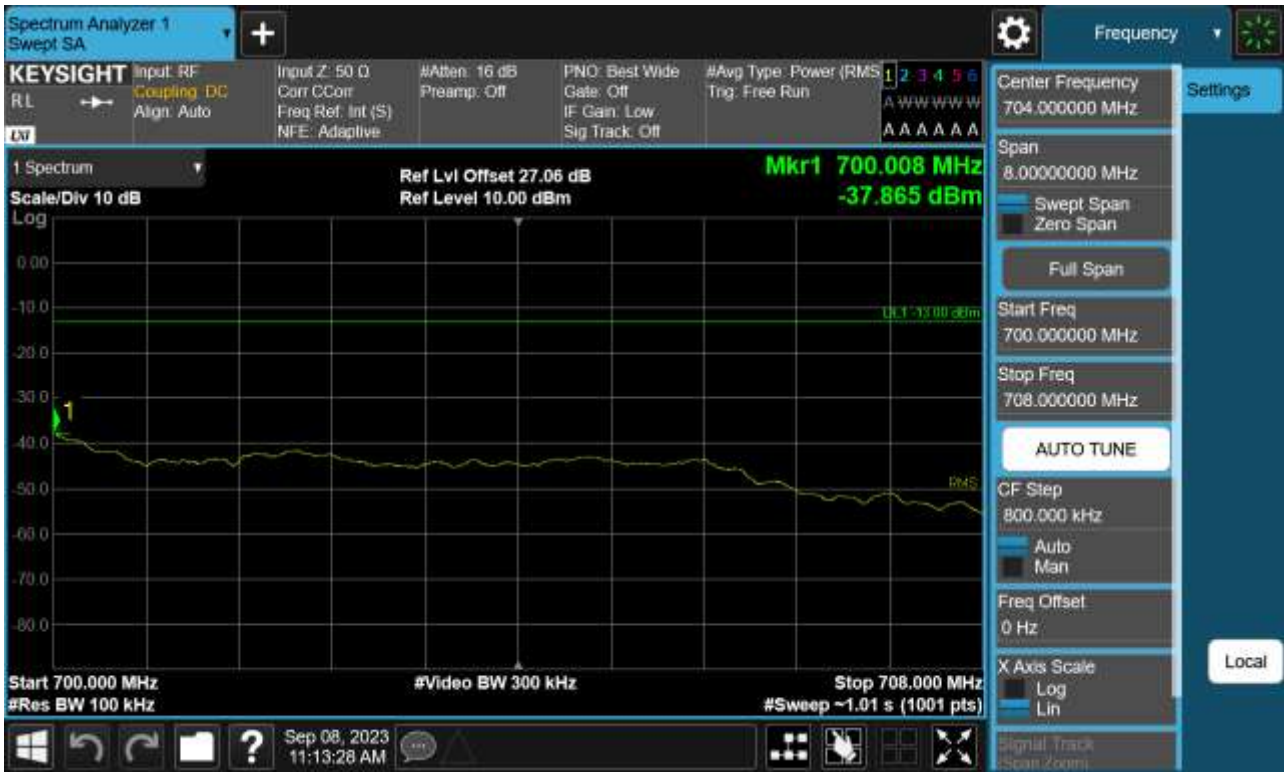 Spectrum Analyzer 1
Swept SA
+
Frequency
KEYSIGHT
RL
LXI
Input: RF
Coupling: DC
Align: Auto
Input Z: 50 Ω
Corr CCorr
Freq Ref: Int (S)
NFE: Adaptive
#Atten: 16 dB
Preamp: Off
PNO: Best Wide
Gate: Off
IF Gain: Low
Sig Track: Off
#Avg Type: Power (RMS
Trig: Free Run
1 2 3 4 5 6
A W W W W W
A A A A A A
1 Spectrum
Scale/Div 10 dB
Ref Lvl Offset 27.06 dB
Ref Level 10.00 dBm
Mkr1 700.008 MHz
-37.865 dBm
Log
0.00
-10.0
DL1 -13.00 dBm
-20.0
-30.0
1
-40.0
-50.0
RMS
-60.0
-70.0
-80.0
Start 700.000 MHz
#Res BW 100 kHz
#Video BW 300 kHz
Stop 708.000 MHz
#Sweep ~1.01 s (1001 pts)
Center Frequency
704.000000 MHz
Settings
Span
8.00000000 MHz
Swept Span
Zero Span
Full Span
Start Freq
700.000000 MHz
Stop Freq
708.000000 MHz
AUTO TUNE
CF Step
800.000 kHz
Auto
Man
Freq Offset
0 Hz
X Axis Scale
Log
Lin
Local
Signal Track
(Span Zoom)
?
Sep 08, 2023
11:13:28 AM